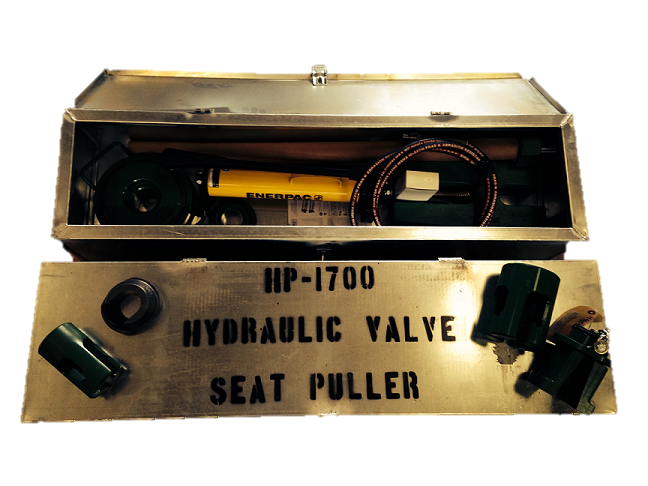 ENERPAC
HP-1700
HYDRAULIC VALVE
SEAT PULLER